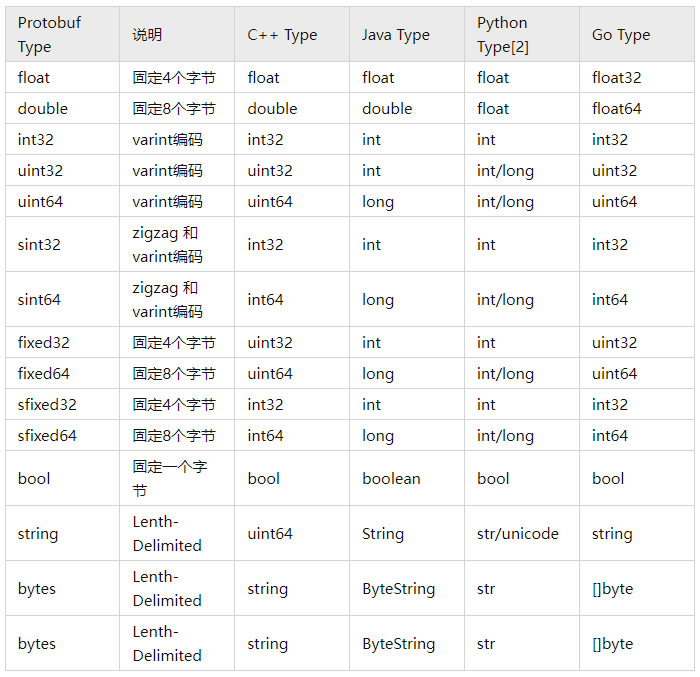 Protobuf Type 说明 C++ Type Java Type Python Type[2] Go Type
float 固定4个字节 float float float float32
double 固定8个字节 double double float float64
int32 varint编码 int32 int int int32
uint32 varint编码 uint32 int int/long uint32
uint64 varint编码 uint64 long int/long uint64
sint32 zigzag 和 varint编码 int32 int int int32
sint64 zigzag 和 varint编码 int64 long int/long int64
fixed32 固定4个字节 uint32 int int uint32
fixed64 固定8个字节 uint64 long int/long uint64
sfixed32 固定4个字节 int32 int int int32
sfixed64 固定8个字节 int64 long int/long int64
bool 固定一个字节 bool boolean bool bool
string Lenth-Delimited uint64 String str/unicode string
bytes Lenth-Delimited string ByteString str []byte
bytes Lenth-Delimited string ByteString str []byte